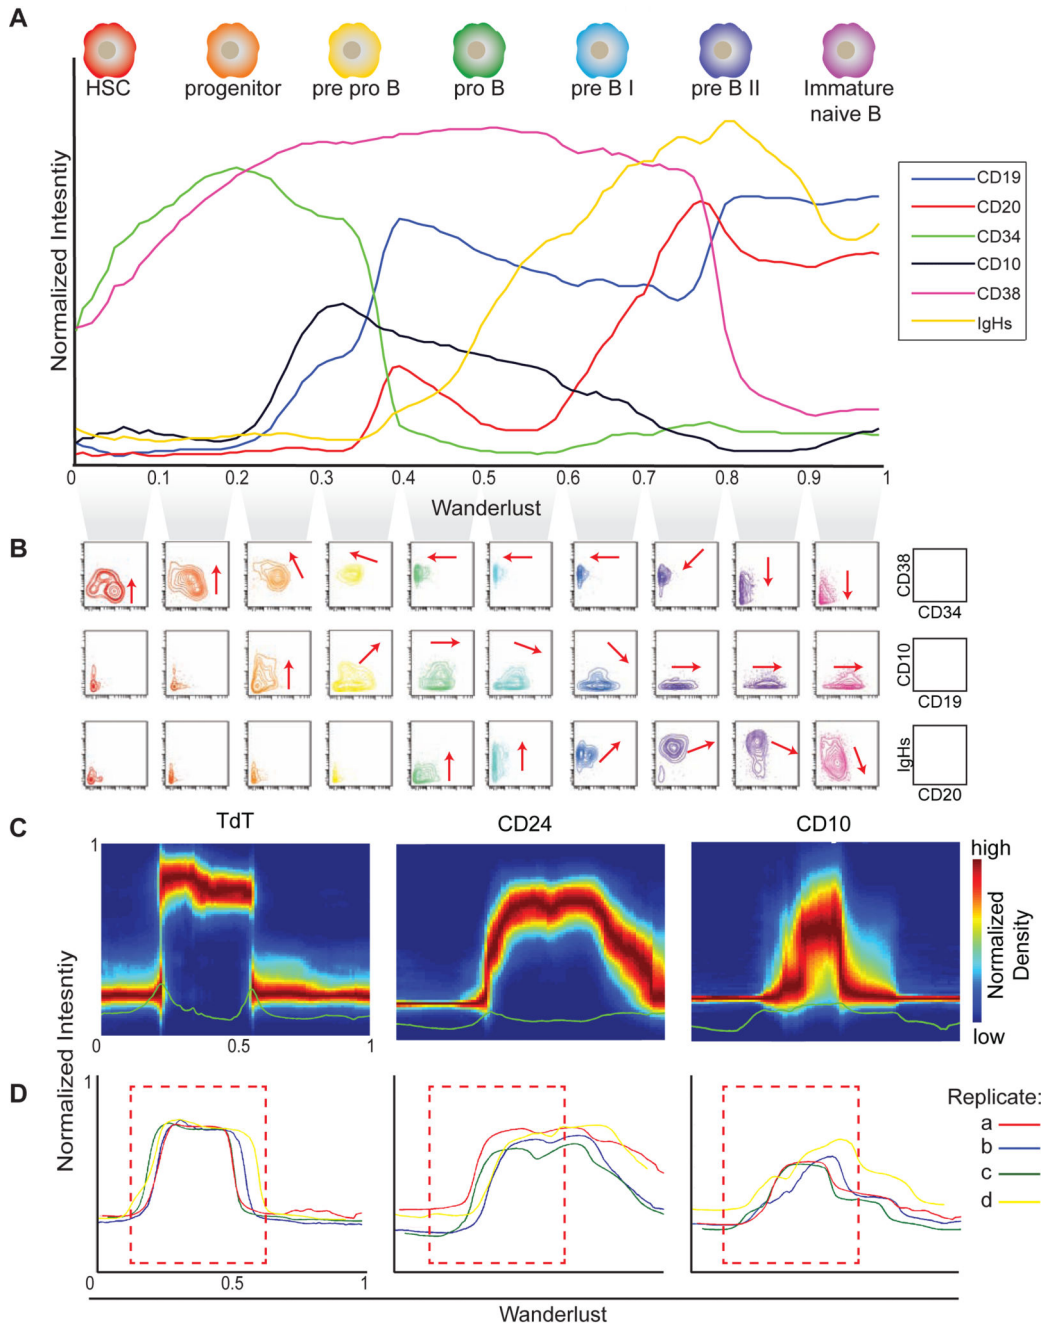 A
HSC progenitor pre pro B pro B pre B I pre B II Immature
naive B
Normalized Intesntiy
CD19
CD20
CD34
CD10
CD38
IgHs
0 0.1 0.2 0.3 0.4 0.5 0.6 0.7 0.8 0.9 1
Wanderlust
B
CD38
CD34
CD10
CD19
IgHs
CD20
C
TdT CD24 CD10
1
high
Normalized
Density
low
Normalized Intesntiy
0 0.5 1
D
1
Replicate:
a
b
c
d
0 0.5 1
Wanderlust